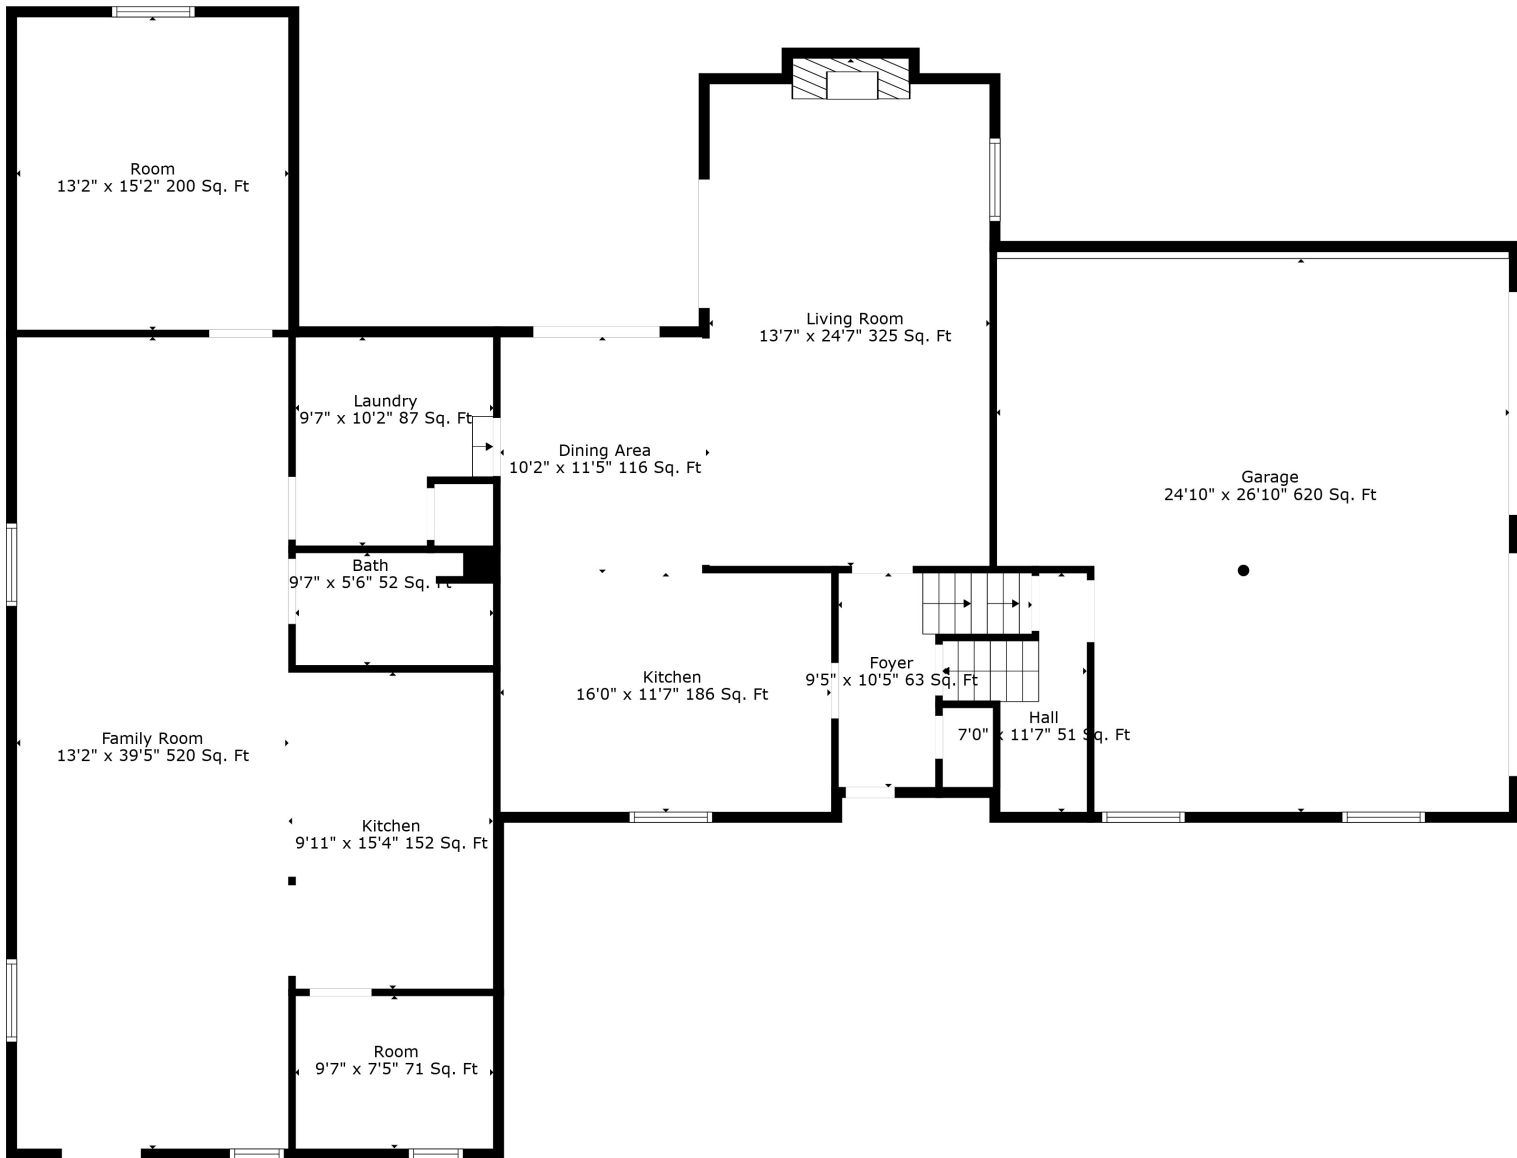 Room
13'2" x 15'2" 200 Sq. Ft
Living Room
13'7" x 24'7" 325 Sq. Ft
Laundry
9'7" x 10'2" 87 Sq. Ft
Dining Area
10'2" x 11'5" 116 Sq. Ft
Garage
24'10" x 26'10" 620 Sq. Ft
Bath
9'7" x 5'6" 52 Sq. Ft
Kitchen
16'0" x 11'7" 186 Sq. Ft
Foyer
9'5" x 10'5" 63 Sq. Ft
Hall
7'0" x 11'7" 51 Sq. Ft
Family Room
13'2" x 39'5" 520 Sq. Ft
Kitchen
9'11" x 15'4" 152 Sq. Ft
Room
9'7" x 7'5" 71 Sq. Ft